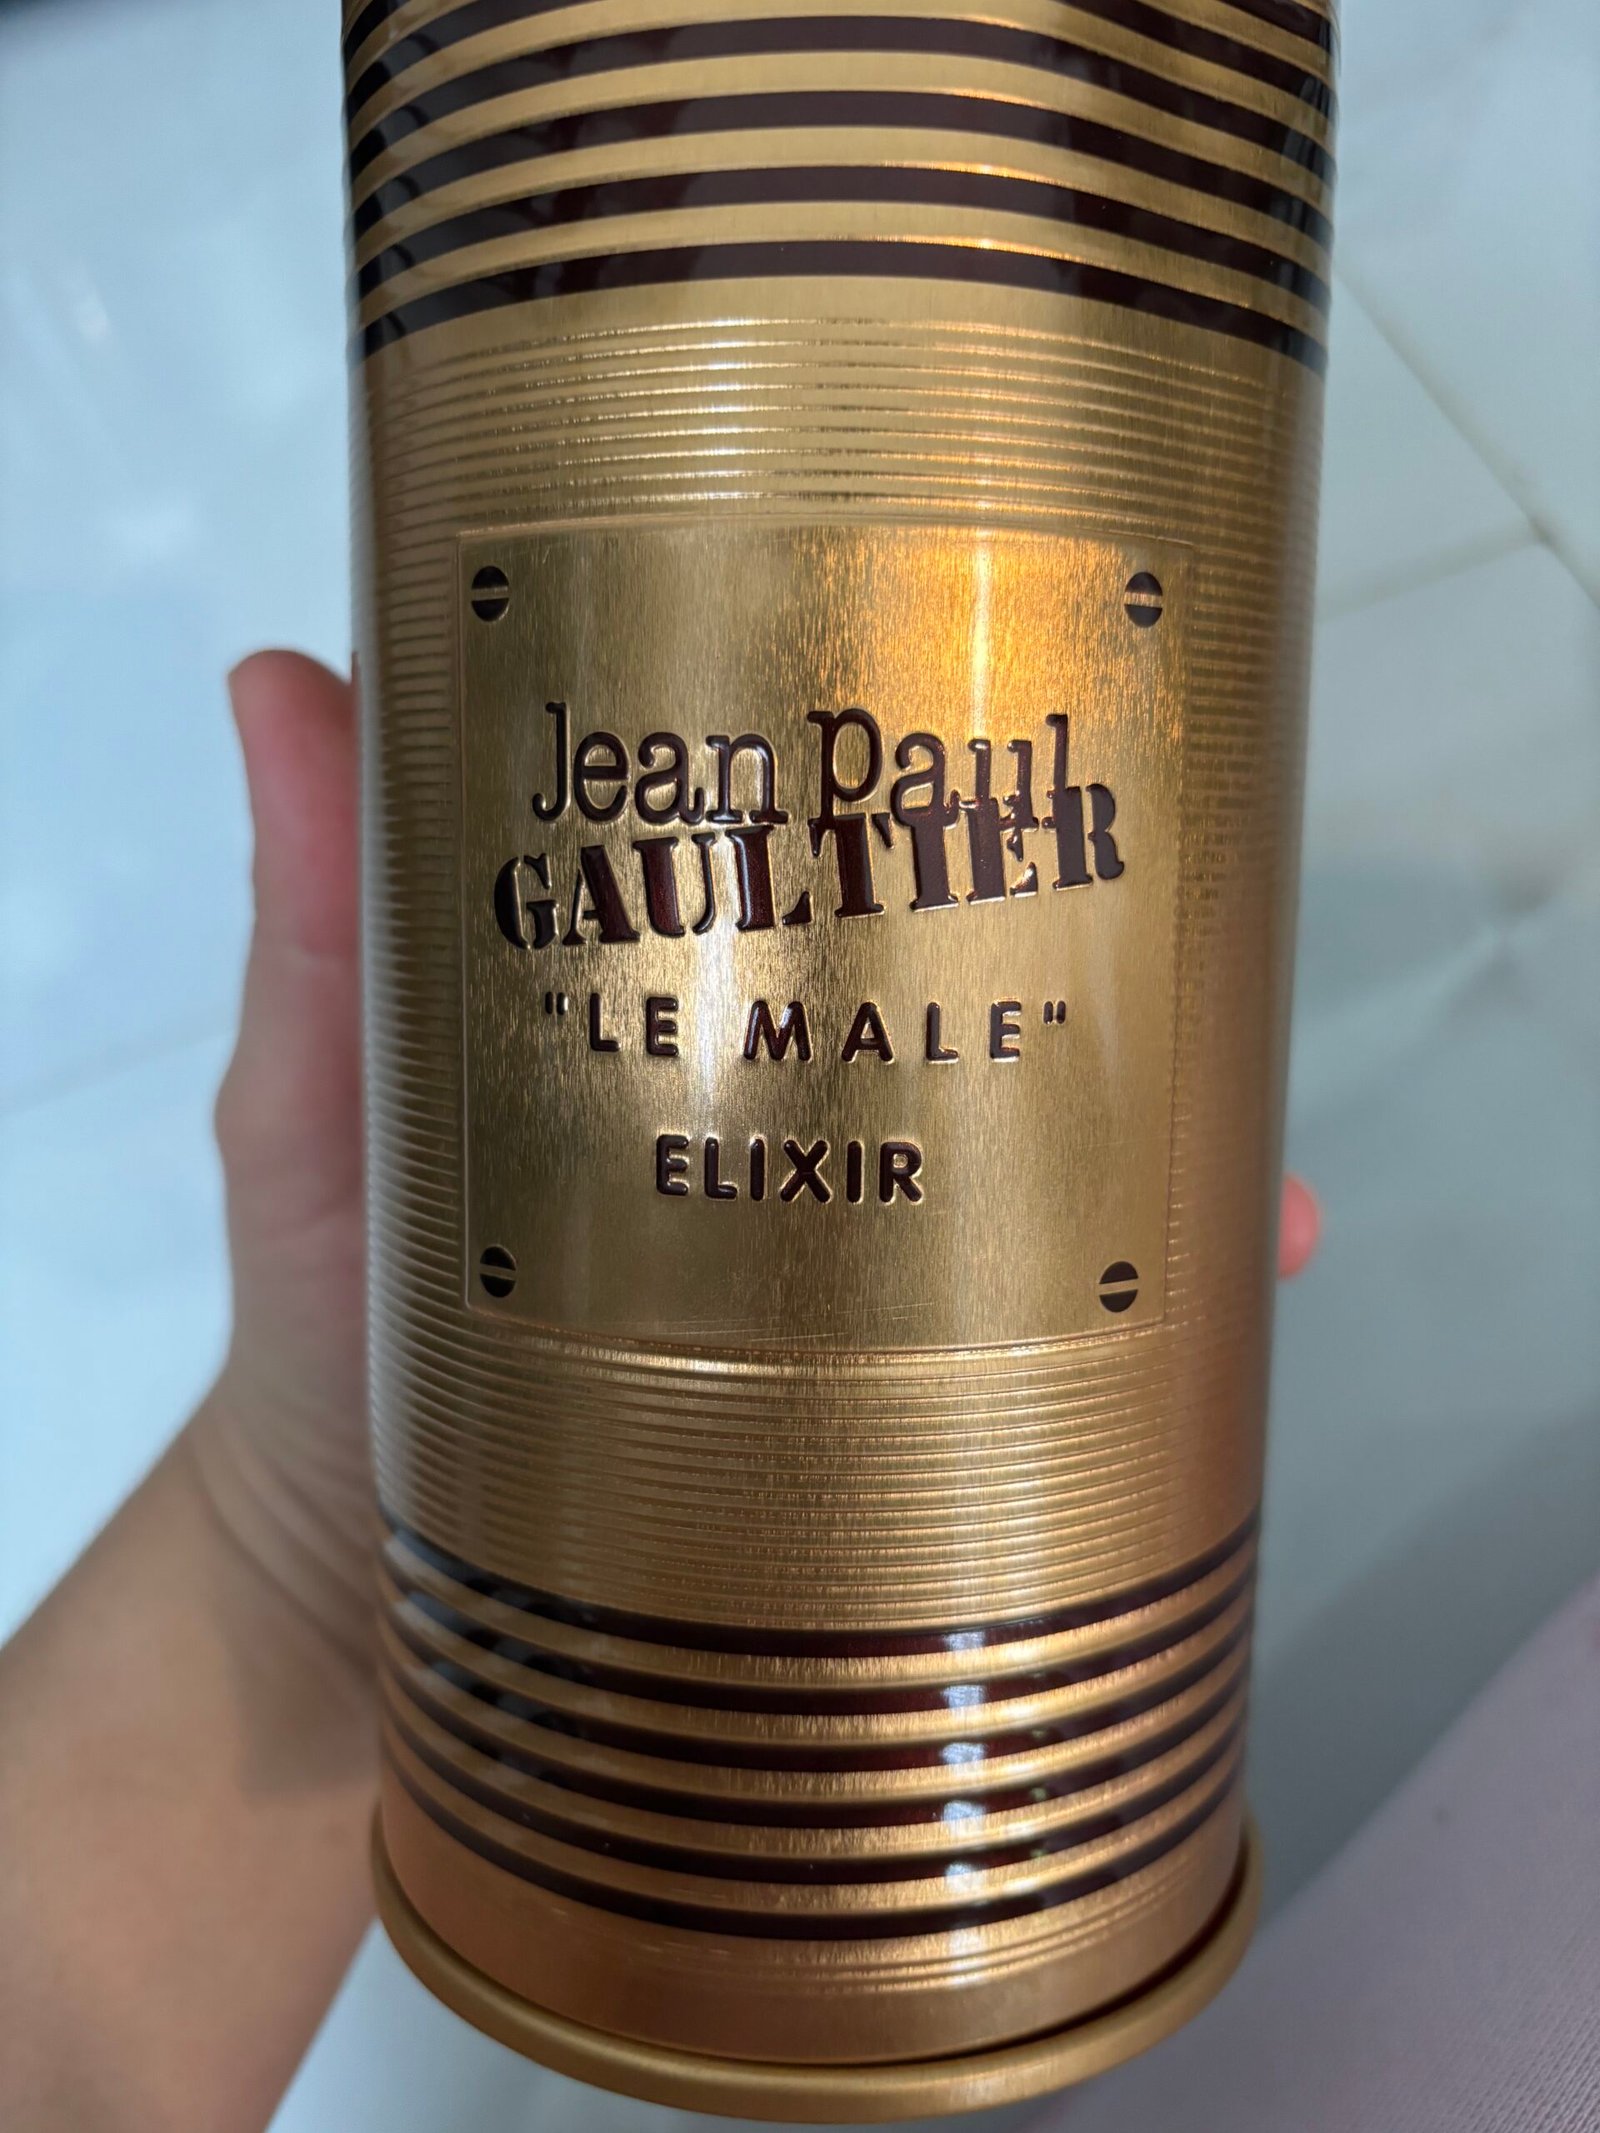 Jean Paul
GAULTIER
"LE MALE"
ELIXIR